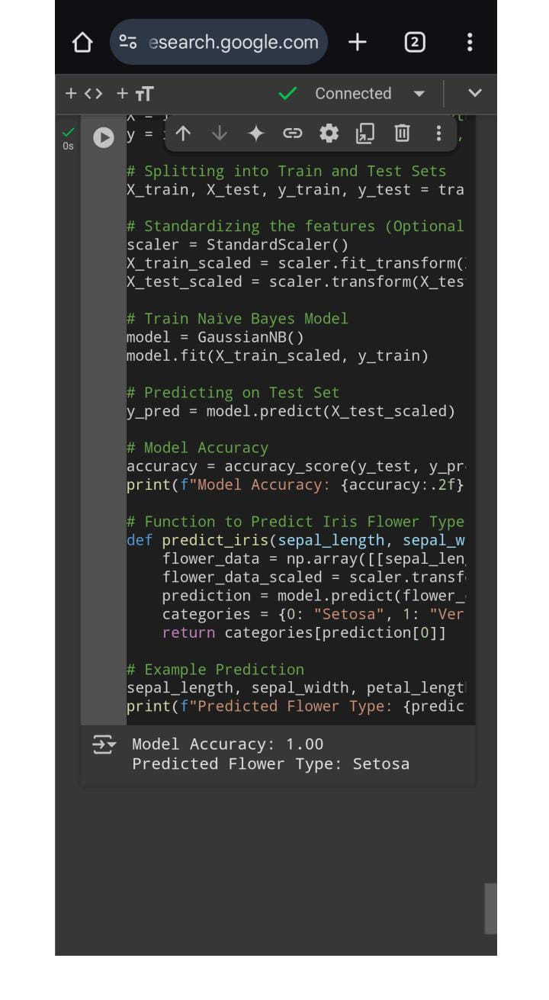 esearch.google.com
2
+ <> + TT
Connected
0s
y =
# Splitting into Train and Test Sets
X_train, X_test, y_train, y_test = tra
# Standardizing the features (Optional
scaler = StandardScaler()
X_train_scaled = scaler.fit_transform(
X_test_scaled = scaler.transform(X_tes
# Train Naïve Bayes Model
model = GaussianNB()
model.fit(X_train_scaled, y_train)
# Predicting on Test Set
y_pred = model.predict(X_test_scaled)
# Model Accuracy
accuracy = accuracy_score(y_test, y_pr
print(f"Model Accuracy: {accuracy:.2f}
# Function to Predict Iris Flower Type
def predict_iris(sepal_length, sepal_w
flower_data = np.array([[sepal_len
flower_data_scaled = scaler.transf
prediction = model.predict(flower_
categories = {0: "Setosa", 1: "Ver
return categories[prediction[0]]
# Example Prediction
sepal_length, sepal_width, petal_lengt
print(f"Predicted Flower Type: {predic
Model Accuracy: 1.00
Predicted Flower Type: Setosa